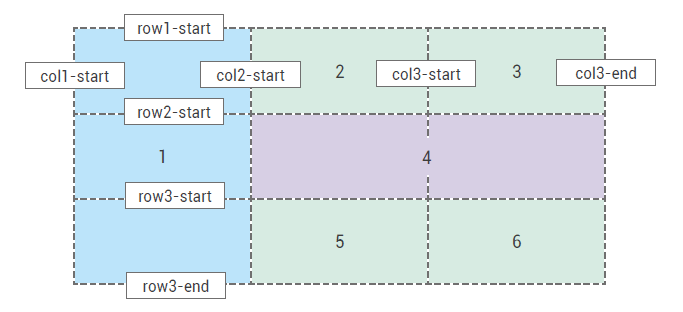 row1-start
col1-start
col2-start
2
col3-start
3
col3-end
row2-start
1
4
row3-start
5
6
row3-end